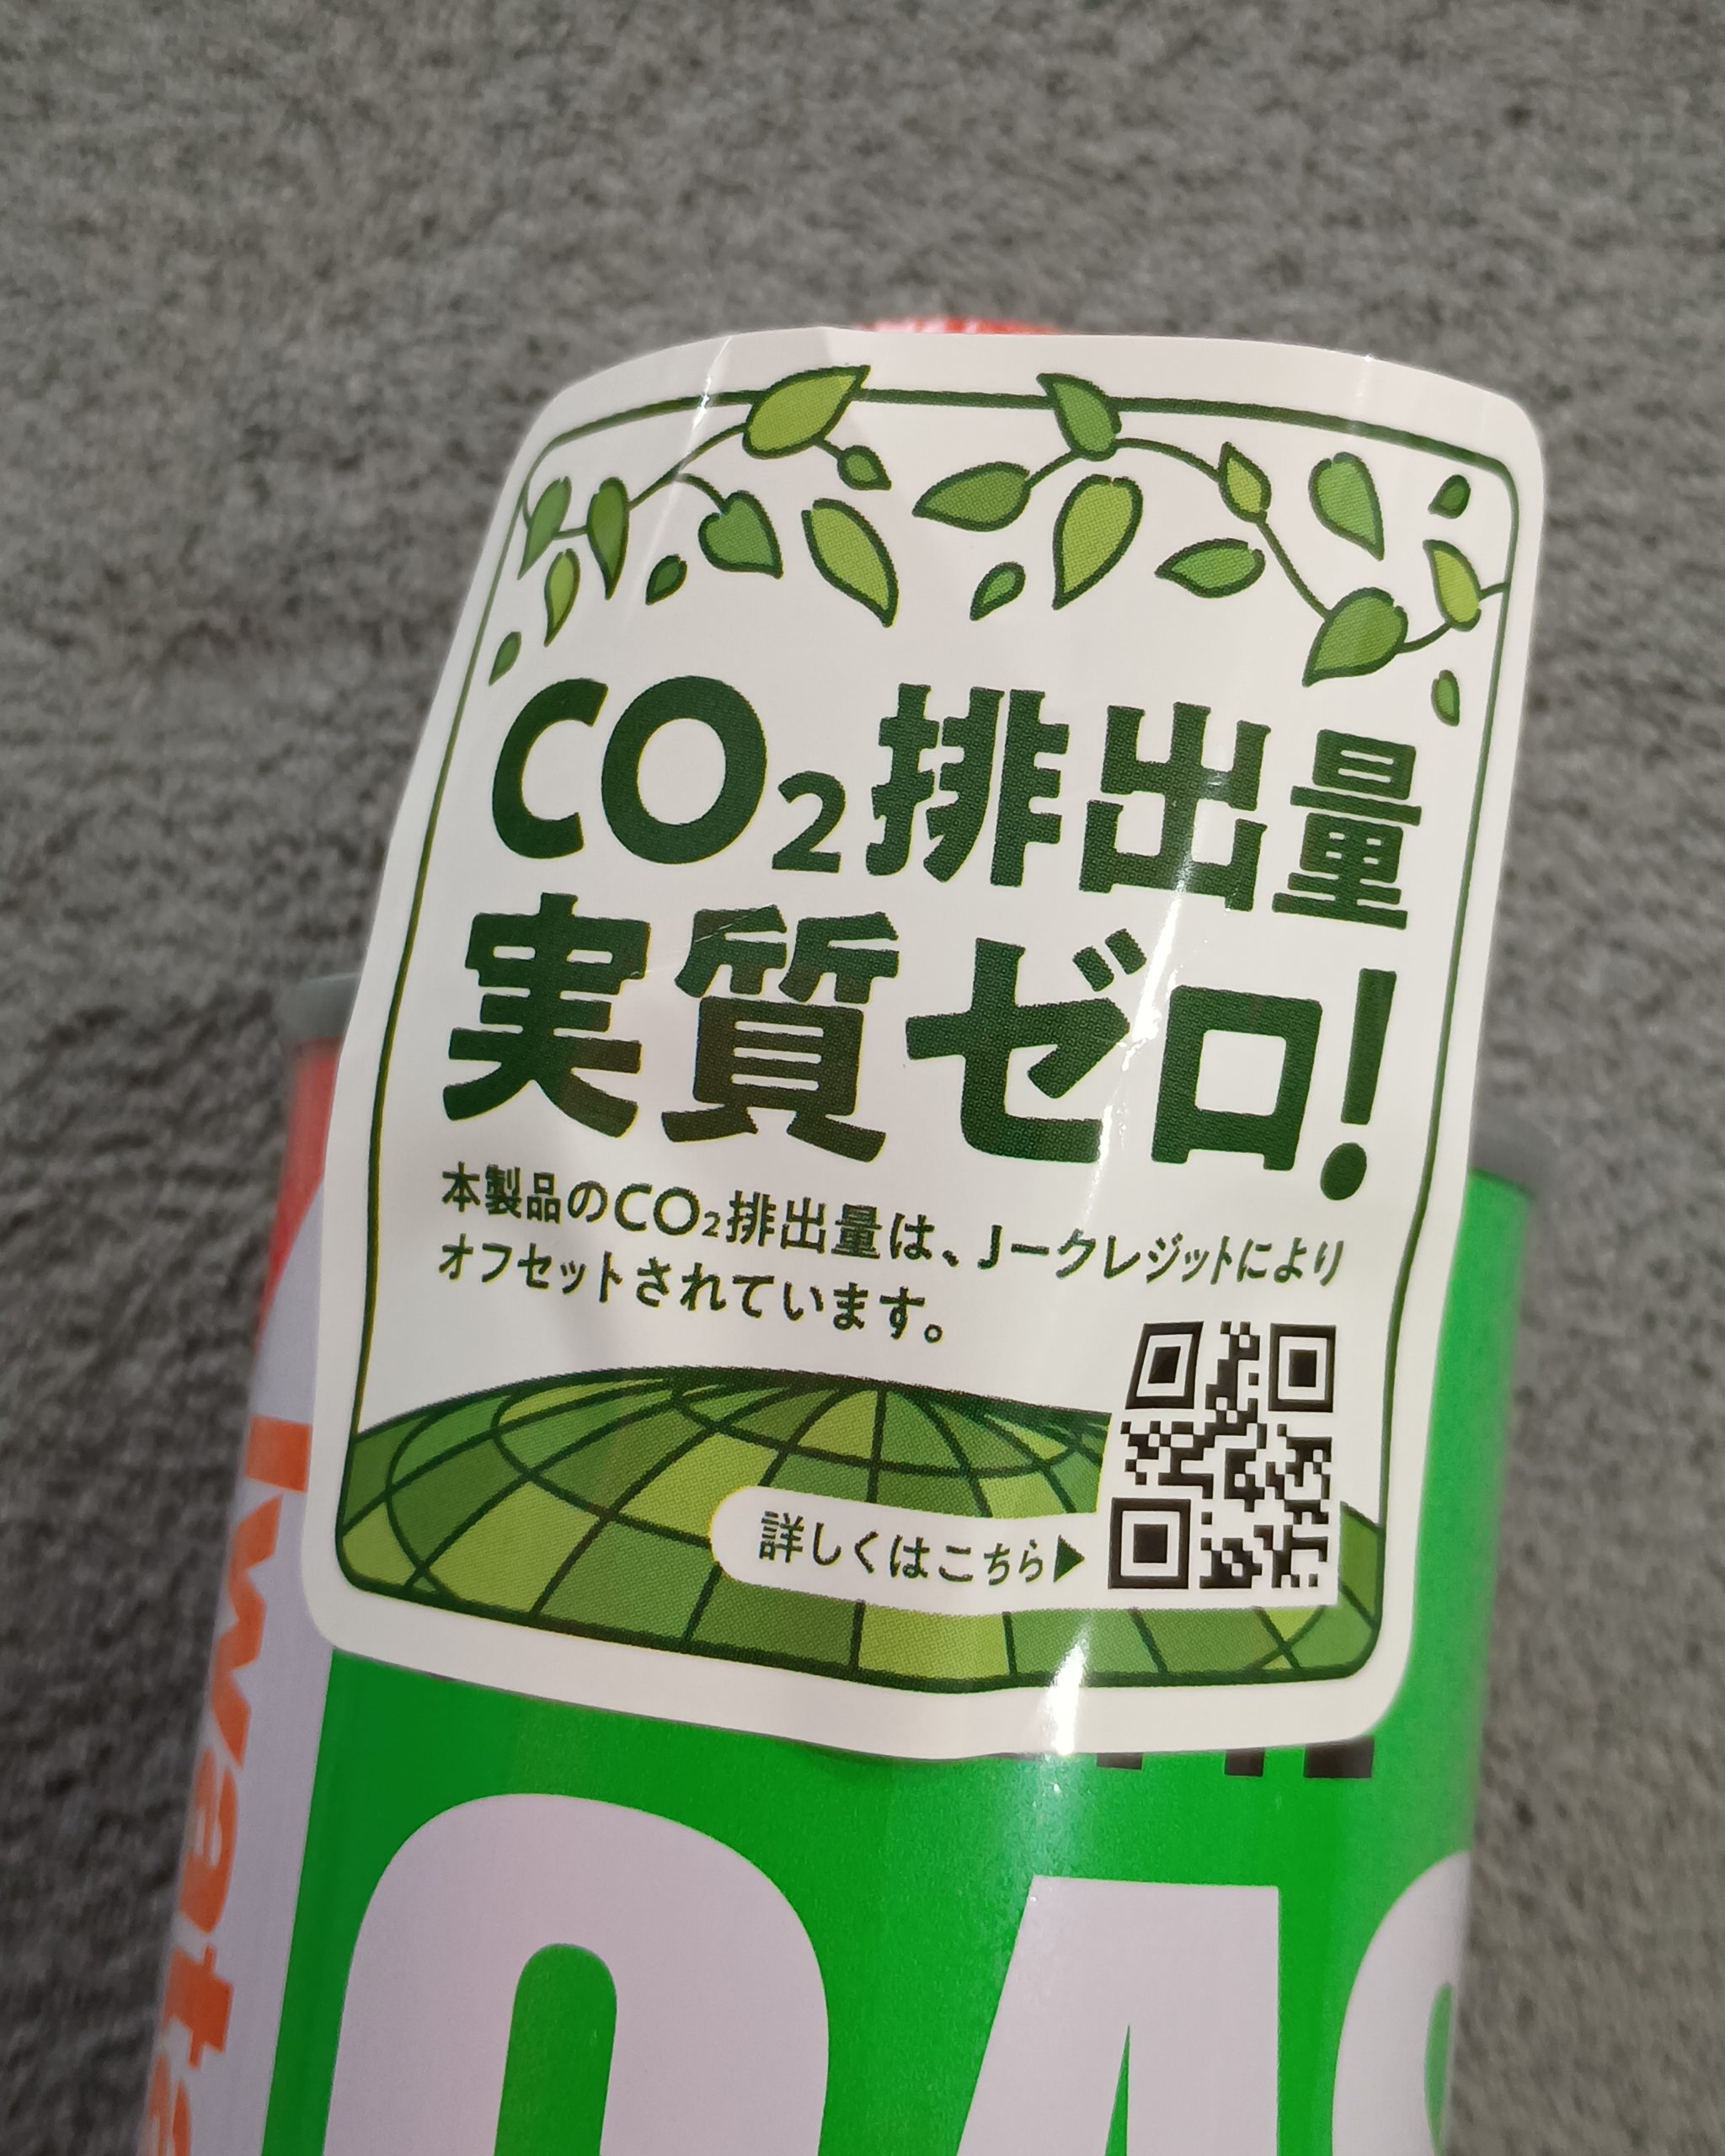 CO₂排出量
実質ゼロ!
本製品のCO₂排出量は、J-クレジットにより
オフセットされています。
詳しくはこちら▶
Iwata